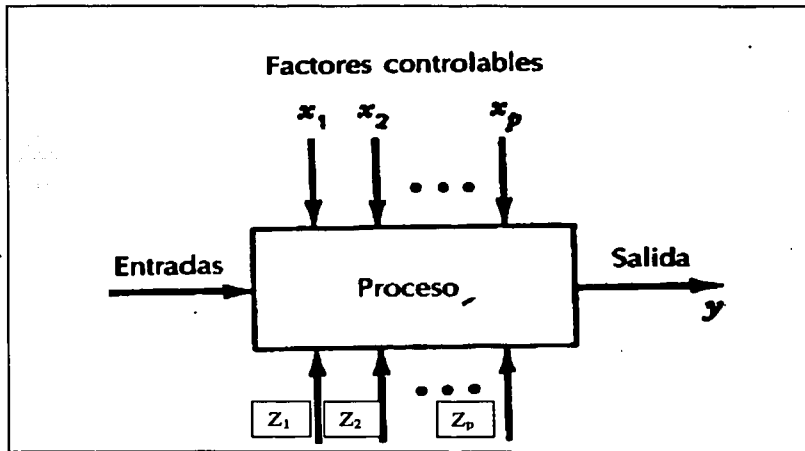 Factores controlables
x₁ x₂ xₚ
• • •
Entradas
Proceso
Salida
y
• • •
Z₁ Z₂ Zₚ